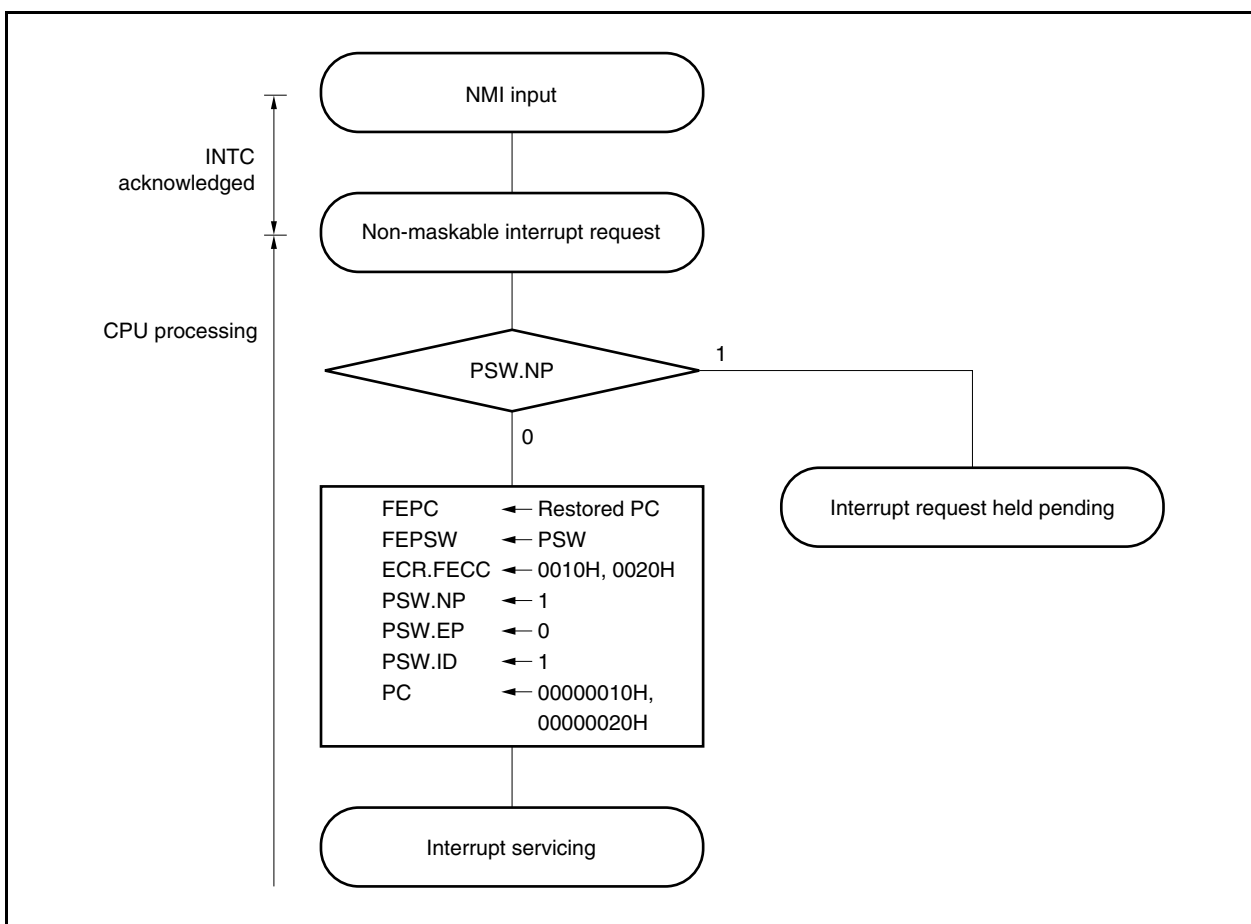 NMI input
INTC
acknowledged
Non-maskable interrupt request
CPU processing
PSW.NP
1
0
FEPC ← Restored PC
FEPSW ← PSW
ECR.FECC ← 0010H, 0020H
PSW.NP ← 1
PSW.EP ← 0
PSW.ID ← 1
PC ← 00000010H,
00000020H
Interrupt request held pending
Interrupt servicing